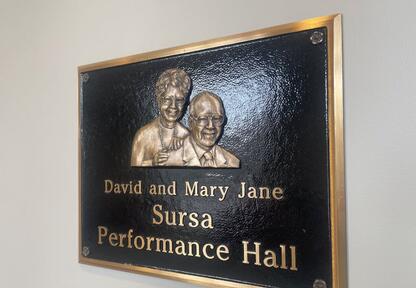 David and Mary Jane
Sursa
Performance Hall